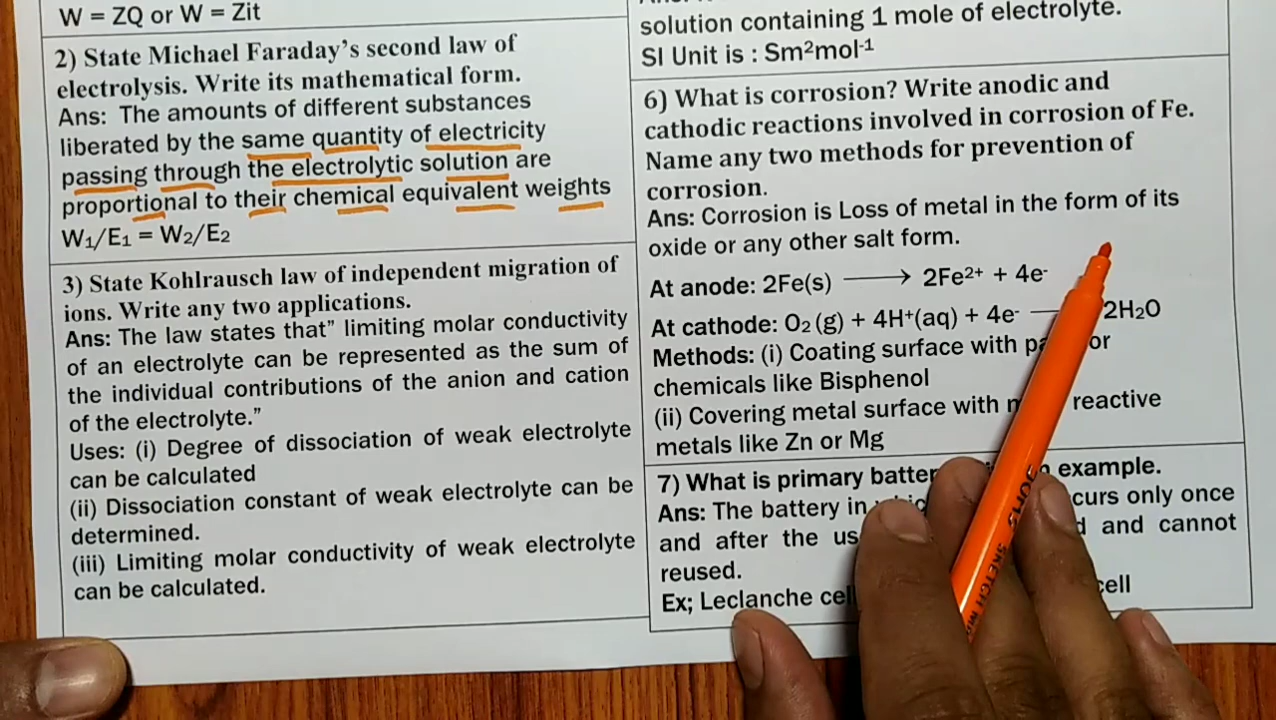 W = ZQ or W = Zit
2) State Michael Faraday's second law of
electrolysis. Write its mathematical form.
Ans: The amounts of different substances
liberated by the same quantity of electricity
passing through the electrolytic solution are
proportional to their chemical equivalent weights
W₁/E₁ = W₂/E₂
3) State Kohlrausch law of independent migration of
ions. Write any two applications.
Ans: The law states that” limiting molar conductivity
of an electrolyte can be represented as the sum of
the individual contributions of the anion and cation
of the electrolyte.”
Uses: (i) Degree of dissociation of weak electrolyte
can be calculated
(ii) Dissociation constant of weak electrolyte can be
determined.
(iii) Limiting molar conductivity of weak electrolyte
can be calculated.
solution containing 1 mole of electrolyte.
SI Unit is : Sm²mol⁻¹
6) What is corrosion? Write anodic and
cathodic reactions involved in corrosion of Fe.
Name any two methods for prevention of
corrosion.
Ans: Corrosion is Loss of metal in the form of its
oxide or any other salt form.
At anode: 2Fe(s) ⟶ 2Fe²⁺ + 4e⁻
At cathode: O₂ (g) + 4H⁺(aq) + 4e⁻ 2H₂O
Methods: (i) Coating surface with or
chemicals like Bisphenol
(ii) Covering metal surface with reactive
metals like Zn or Mg
7) What is primary example.
Ans: The battery in only once
and after the and cannot
reused.
Ex; Leclanche cell